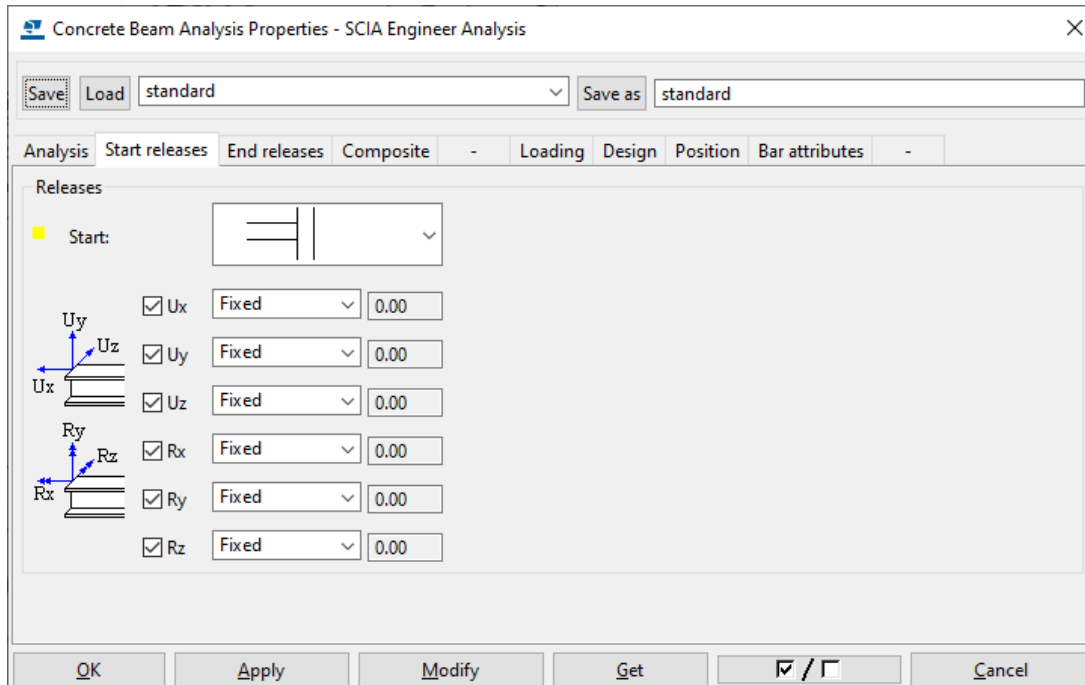 Concrete Beam Analysis Properties - SCIA Engineer Analysis
Save Load standard Save as standard
Analysis Start releases End releases Composite - Loading Design Position Bar attributes -
Releases
Start:
Ux Fixed 0.00
Uy Fixed 0.00
Uz Fixed 0.00
Rx Fixed 0.00
Ry Fixed 0.00
Rz Fixed 0.00
Uy
Uz
Ux
Ry
Rz
Rx
OK Apply Modify Get / Cancel